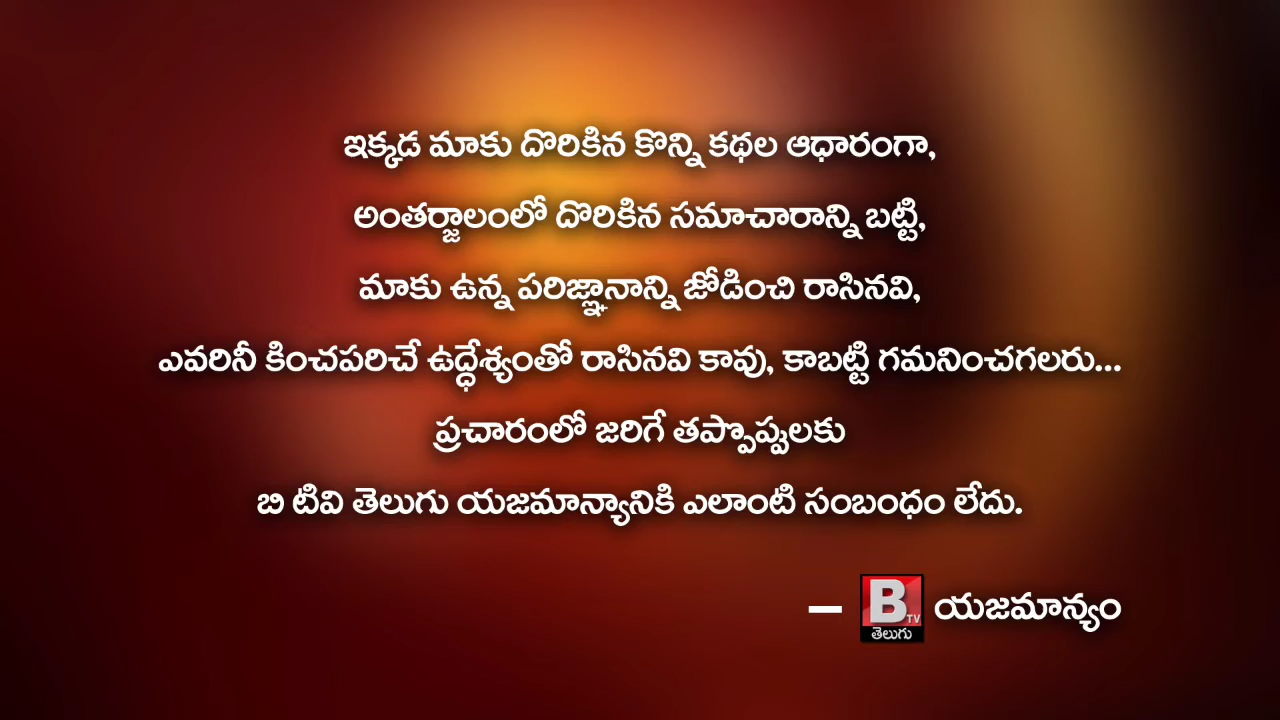 ఇక్కడ మాకు దొరికిన కొన్ని కథల ఆధారంగా,
అంతర్జాలంలో దొరికిన సమాచారాన్ని బట్టి,
మాకు ఉన్న పరిజ్ఞానాన్ని జోడించి రాసినవి,
ఎవరినీ కించపరిచే ఉద్ధేశ్యంతో రాసినవి కావు, కాబట్టి గమనించగలరు...
ప్రచారంలో జరిగే తప్పొప్పులకు
బి టివి తెలుగు యజమాన్యానికి ఎలాంటి సంబంధం లేదు.
– B TV తెలుగు యజమాన్యం